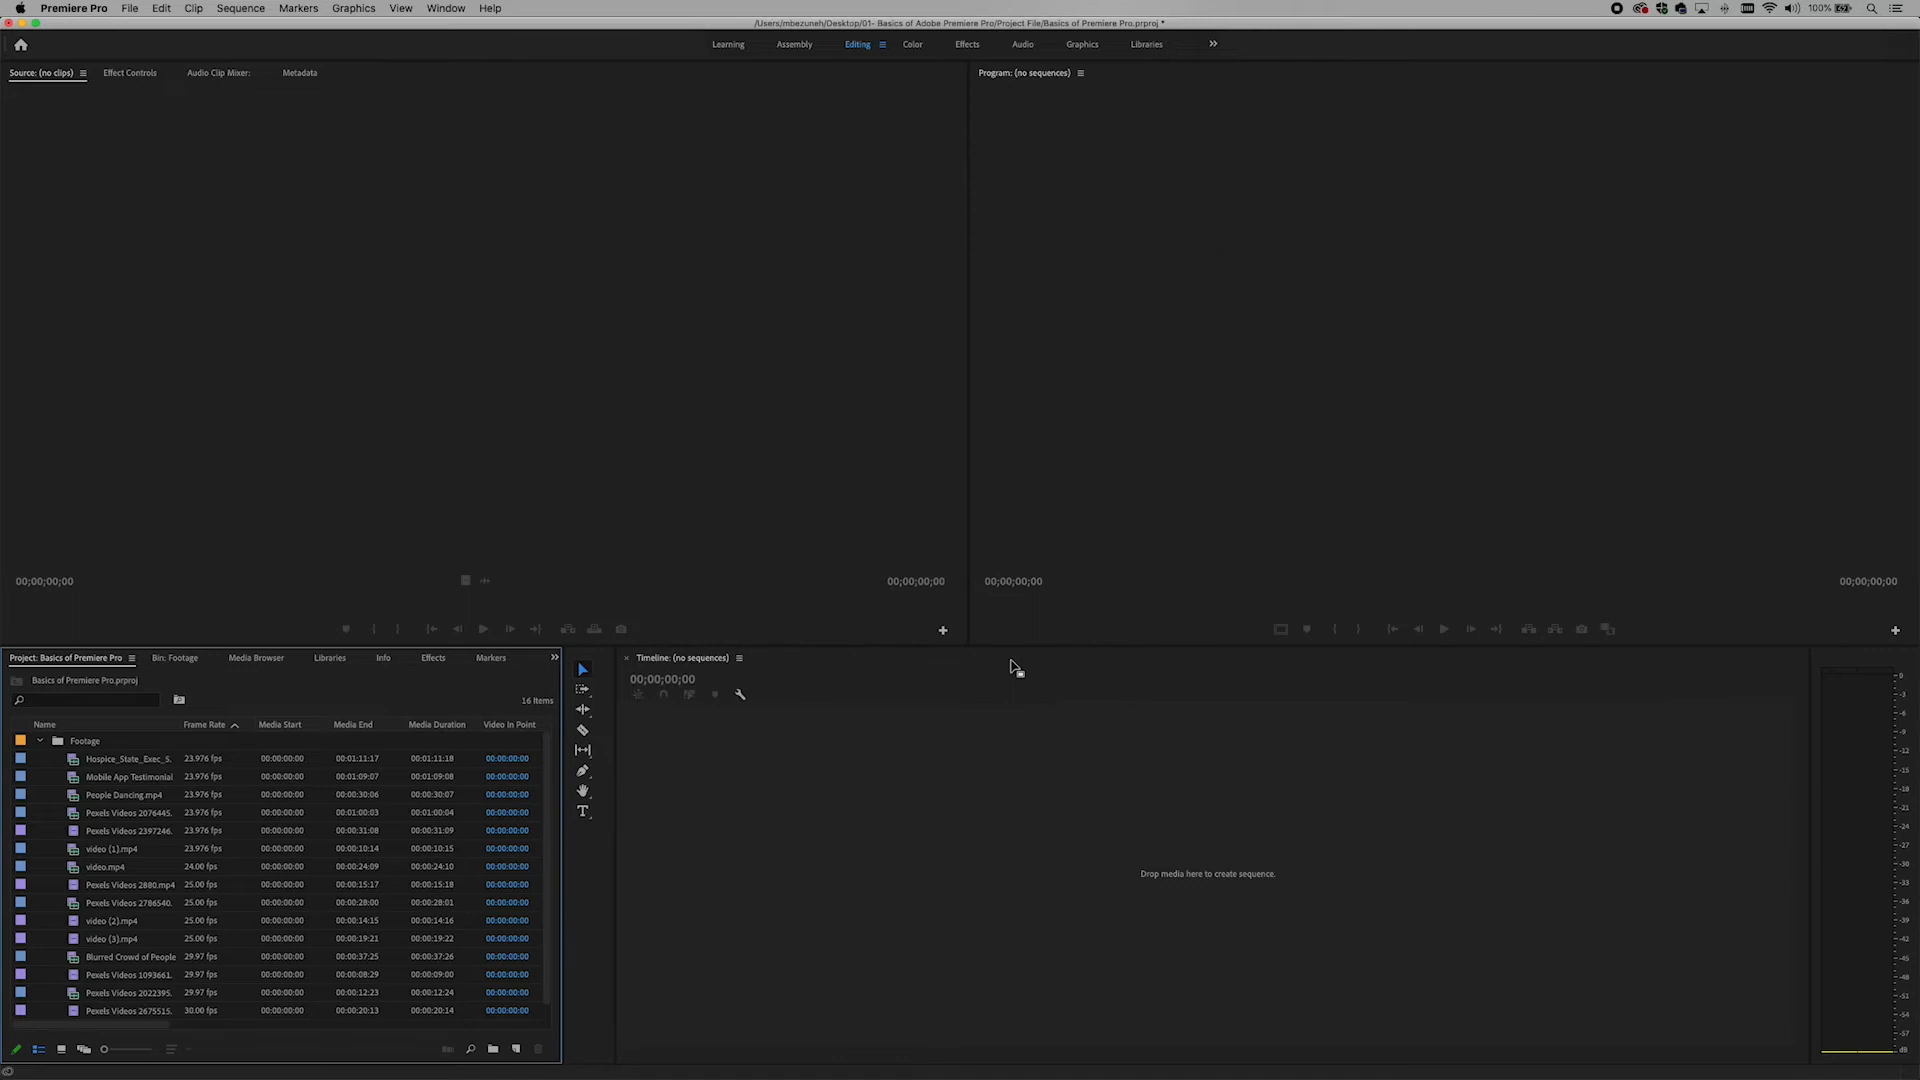 Premiere Pro File Edit Clip Sequence Markers Graphics View Window Help 100%
/Users/mbezuneh/Desktop/01- Basics of Adobe Premiere Pro/Project File/Basics of Premiere Pro.prproj *
Learning Assembly Editing Color Effects Audio Graphics Libraries
Source: (no clips) Effect Controls Audio Clip Mixer: Metadata
Program: (no sequences)
00;00;00;00 00;00;00;00
00;00;00;00 00;00;00;00
Project: Basics of Premiere Pro Bin: Footage Media Browser Libraries Info Effects Markers
Basics of Premiere Pro.prproj
16 Items
Name Frame Rate Media Start Media End Media Duration Video In Point
Footage
Hospice_State_Exec_S. 23.976 fps 00:00:00:00 00:01:11:17 00:01:11:18 00:00:00:00
Mobile App Testimonial 23.976 fps 00:00:00:00 00:01:09:07 00:01:09:08 00:00:00:00
People Dancing.mp4 23.976 fps 00:00:00:00 00:00:30:06 00:00:30:07 00:00:00:00
Pexels Videos 2076445. 23.976 fps 00:00:00:00 00:01:00:03 00:01:00:04 00:00:00:00
Pexels Videos 2397246. 23.976 fps 00:00:00:00 00:00:31:08 00:00:31:09 00:00:00:00
video (1).mp4 23.976 fps 00:00:00:00 00:00:10:14 00:00:10:15 00:00:00:00
video.mp4 24.00 fps 00:00:00:00 00:00:24:09 00:00:24:10 00:00:00:00
Pexels Videos 2880.mp4 25.00 fps 00:00:00:00 00:00:15:17 00:00:15:18 00:00:00:00
Pexels Videos 2786540. 25.00 fps 00:00:00:00 00:00:28:00 00:00:28:01 00:00:00:00
video (2).mp4 25.00 fps 00:00:00:00 00:00:14:15 00:00:14:16 00:00:00:00
video (3).mp4 25.00 fps 00:00:00:00 00:00:19:21 00:00:19:22 00:00:00:00
Blurred Crowd of People 29.97 fps 00:00:00:00 00:00:37:25 00:00:37:26 00:00:00:00
Pexels Videos 1093661. 29.97 fps 00:00:00:00 00:00:08:29 00:00:09:00 00:00:00:00
Pexels Videos 2022395. 29.97 fps 00:00:00:00 00:00:12:23 00:00:12:24 00:00:00:00
Pexels Videos 2675515. 30.00 fps 00:00:00:00 00:00:20:13 00:00:20:14 00:00:00:00
Timeline: (no sequences)
00;00;00;00
Drop media here to create sequence.
0
-3
-6
-9
-12
-15
-18
-21
-24
-27
-30
-33
-36
-39
-42
-45
-48
-51
-54
-57
dB